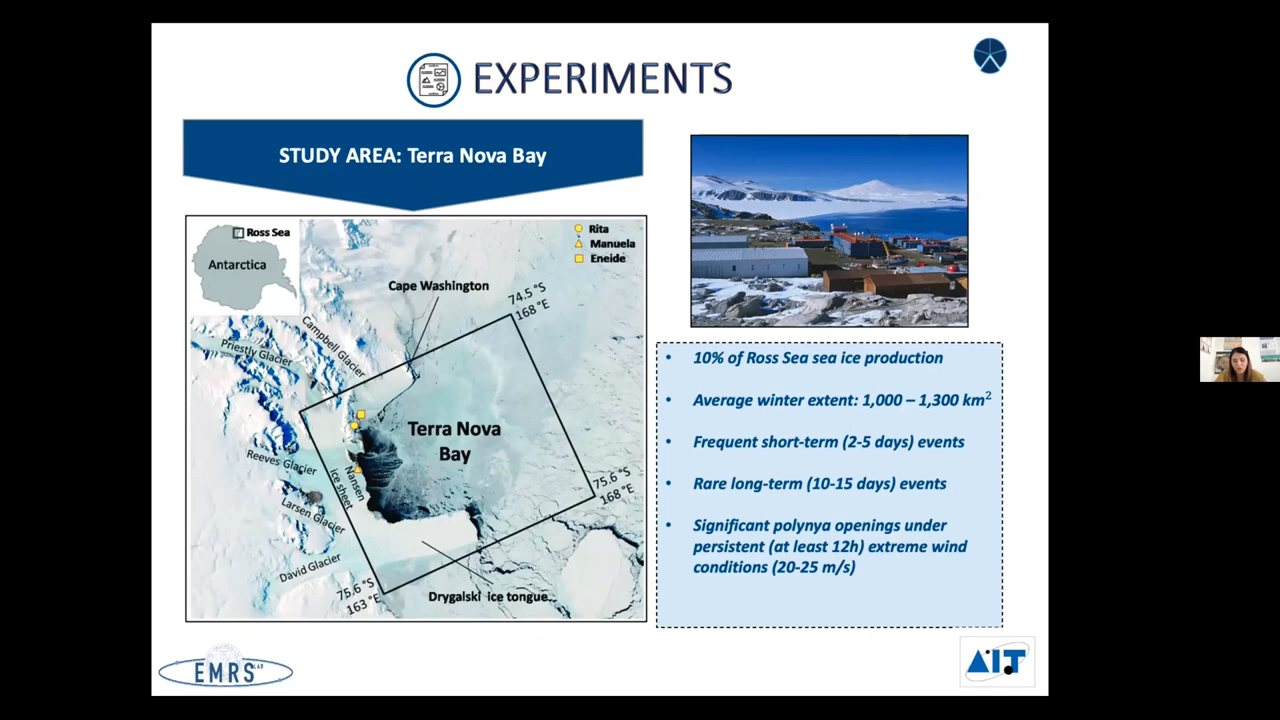 EXPERIMENTS
STUDY AREA: Terra Nova Bay
Ross Sea
Antarctica
Rita
Manuela
Eneide
Cape Washington
74.5 °S
168 °E
Campbell Glacier
Priestly Glacier
Terra Nova
Bay
Reeves Glacier
Nansen
ice sheet
Larsen Glacier
75.6 °S
168 °E
David Glacier
75.6 °S
163 °E
Drygalski ice tongue
• 10% of Ross Sea sea ice production
• Average winter extent: 1,000 – 1,300 km²
• Frequent short-term (2-5 days) events
• Rare long-term (10-15 days) events
• Significant polynya openings under
persistent (at least 12h) extreme wind
conditions (20-25 m/s)
EMRS LAB
AIT